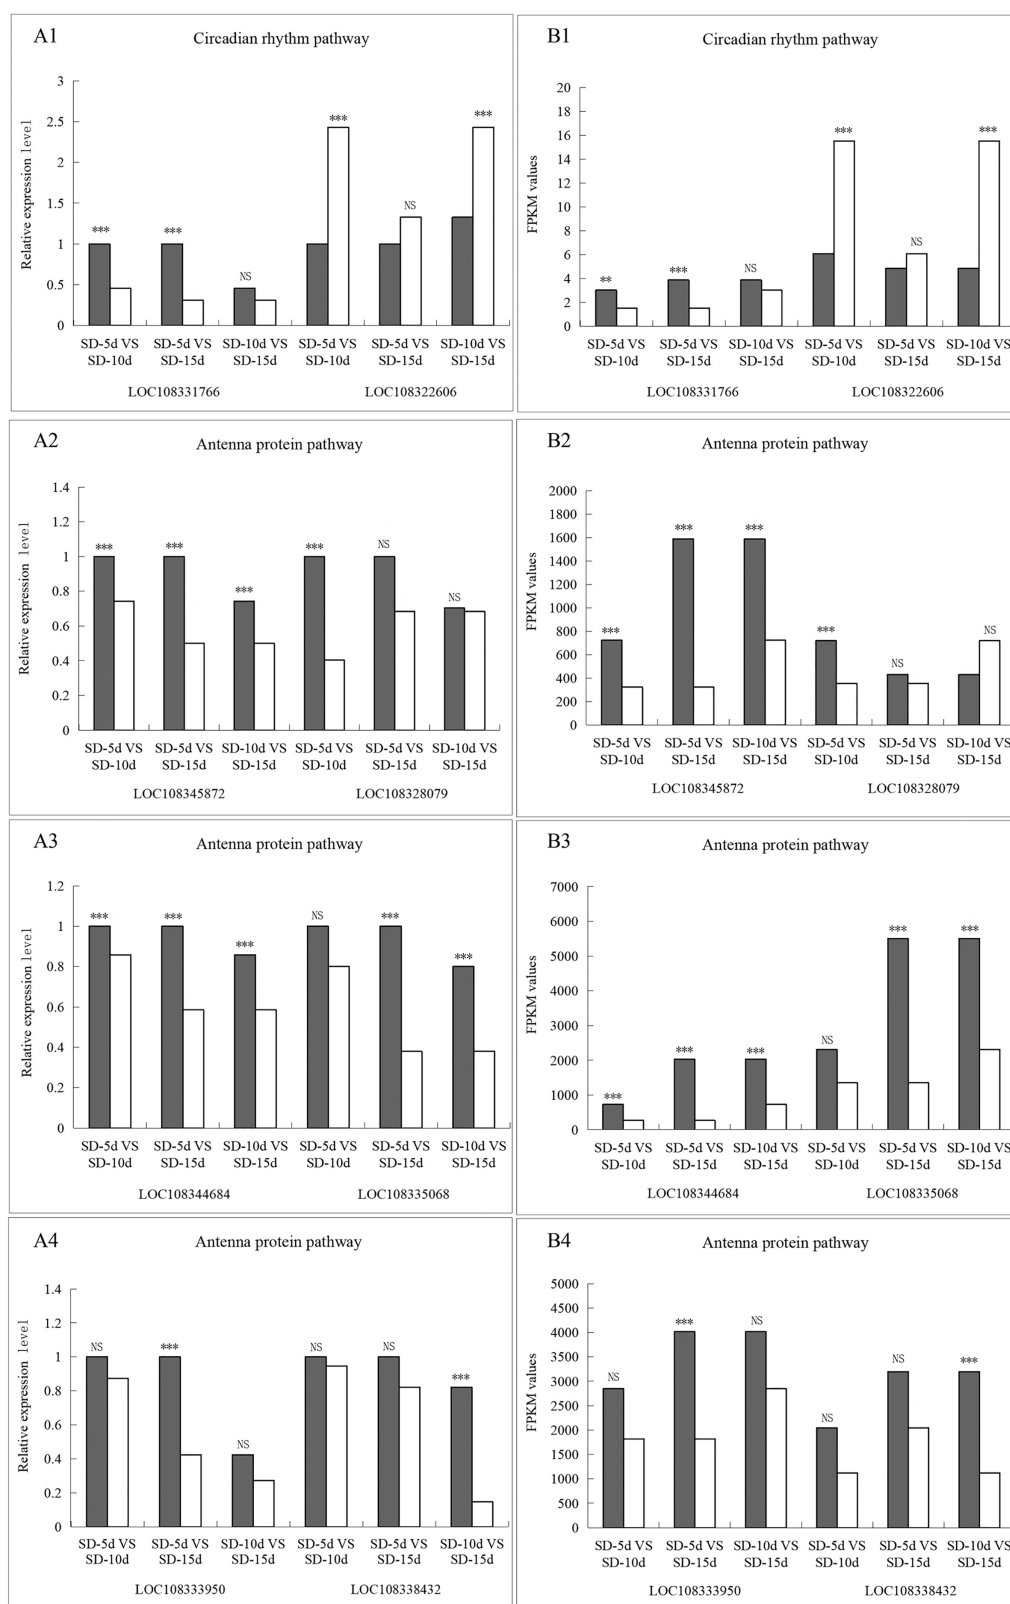 A1
Circadian rhythm pathway
Relative expression level
3
2.5
2
1.5
1
0.5
0
***
***
NS
***
NS
***
SD-5d VS SD-10d
SD-5d VS SD-15d
SD-10d VS SD-15d
SD-5d VS SD-10d
SD-5d VS SD-15d
SD-10d VS SD-15d
LOC108331766
LOC108322606
B1
Circadian rhythm pathway
FPKM values
20
18
16
14
12
10
8
6
4
2
0
**
***
NS
***
NS
***
SD-5d VS SD-10d
SD-5d VS SD-15d
SD-10d VS SD-15d
SD-5d VS SD-10d
SD-5d VS SD-15d
SD-10d VS SD-15d
LOC108331766
LOC108322606
A2
Antenna protein pathway
Relative expression level
1.4
1.2
1
0.8
0.6
0.4
0.2
0
***
***
***
***
NS
NS
SD-5d VS SD-10d
SD-5d VS SD-15d
SD-10d VS SD-15d
SD-5d VS SD-10d
SD-5d VS SD-15d
SD-10d VS SD-15d
LOC108345872
LOC108328079
B2
Antenna protein pathway
FPKM values
2000
1800
1600
1400
1200
1000
800
600
400
200
0
***
***
***
***
NS
NS
SD-5d VS SD-10d
SD-5d VS SD-15d
SD-10d VS SD-15d
SD-5d VS SD-10d
SD-5d VS SD-15d
SD-10d VS SD-15d
LOC108345872
LOC108328079
A3
Antenna protein pathway
Relative expression level
1.2
1
0.8
0.6
0.4
0.2
0
***
***
***
NS
***
***
SD-5d VS SD-10d
SD-5d VS SD-15d
SD-10d VS SD-15d
SD-5d VS SD-10d
SD-5d VS SD-15d
SD-10d VS SD-15d
LOC108344684
LOC108335068
B3
Antenna protein pathway
FPKM values
7000
6000
5000
4000
3000
2000
1000
0
***
***
***
NS
***
***
SD-5d VS SD-10d
SD-5d VS SD-15d
SD-10d VS SD-15d
SD-5d VS SD-10d
SD-5d VS SD-15d
SD-10d VS SD-15d
LOC108344684
LOC108335068
A4
Antenna protein pathway
Relative expression level
1.4
1.2
1
0.8
0.6
0.4
0.2
0
NS
***
NS
NS
NS
***
SD-5d VS SD-10d
SD-5d VS SD-15d
SD-10d VS SD-15d
SD-5d VS SD-10d
SD-5d VS SD-15d
SD-10d VS SD-15d
LOC108333950
LOC108338432
B4
Antenna protein pathway
FPKM values
5000
4500
4000
3500
3000
2500
2000
1500
1000
500
0
NS
***
NS
NS
NS
***
SD-5d VS SD-10d
SD-5d VS SD-15d
SD-10d VS SD-15d
SD-5d VS SD-10d
SD-5d VS SD-15d
SD-10d VS SD-15d
LOC108333950
LOC108338432